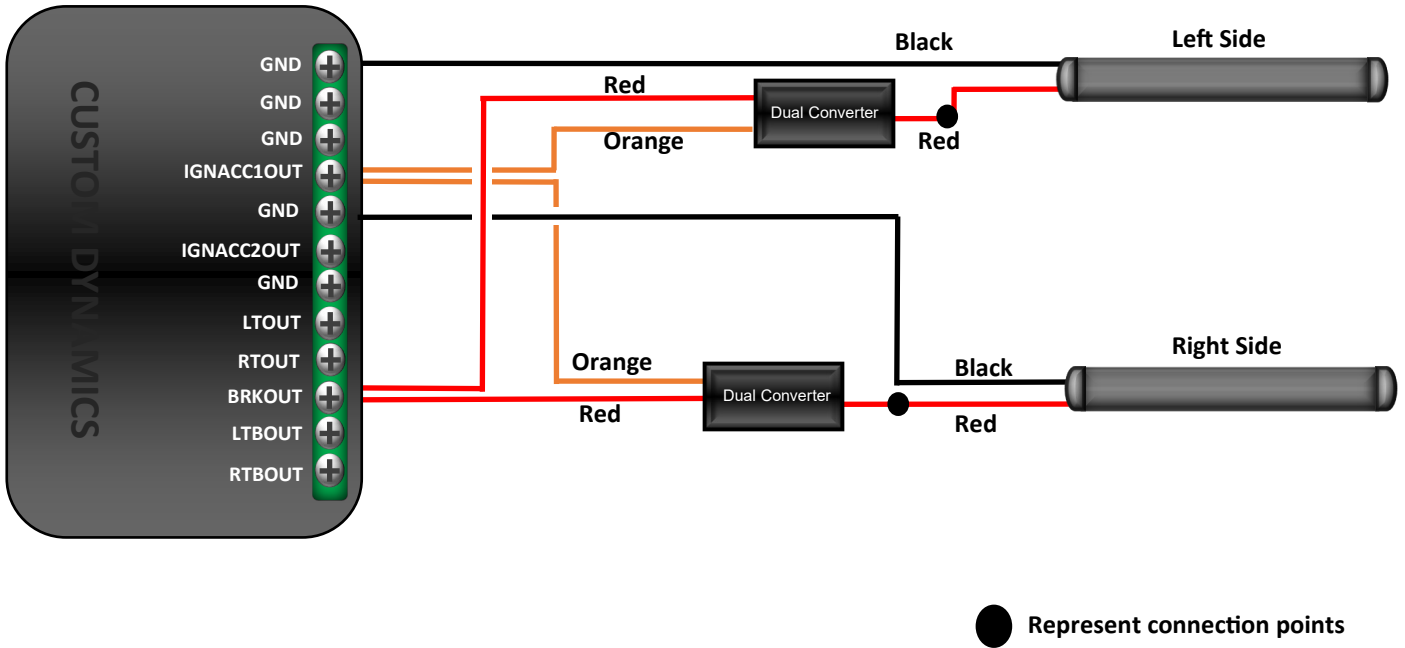 CUSTOM DYNAMICS
GND
GND
GND
IGNACC1OUT
GND
IGNACC2OUT
GND
LTOUT
RTOUT
BRKOUT
LTBOUT
RTBOUT
Black
Left Side
Red
Dual Converter
Orange
Red
Orange
Dual Converter
Red
Right Side
Black
Red
Represent connection points